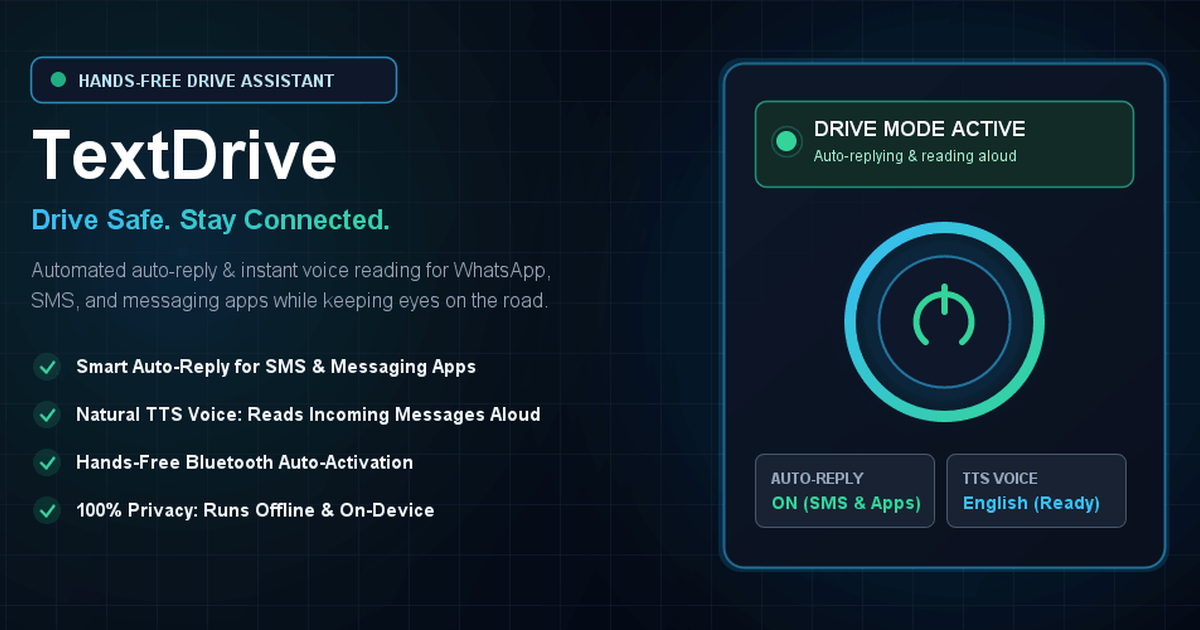 HANDS-FREE DRIVE ASSISTANT
TextDrive
Drive Safe. Stay Connected.
Automated auto-reply & instant voice reading for WhatsApp,
SMS, and messaging apps while keeping eyes on the road.
Smart Auto-Reply for SMS & Messaging Apps
Natural TTS Voice: Reads Incoming Messages Aloud
Hands-Free Bluetooth Auto-Activation
100% Privacy: Runs Offline & On-Device
DRIVE MODE ACTIVE
Auto-replying & reading aloud
AUTO-REPLY
ON (SMS & Apps)
TTS VOICE
English (Ready)